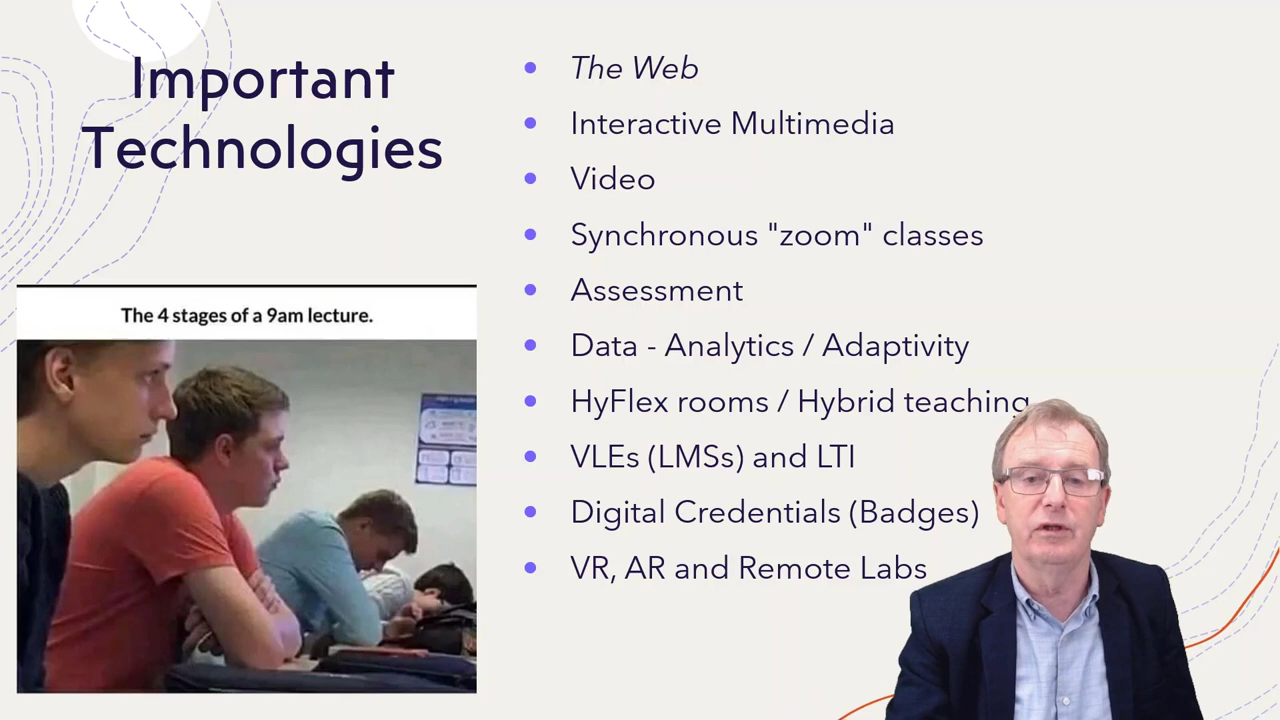 Important
Technologies
The 4 stages of a 9am lecture.
The Web
Interactive Multimedia
Video
Synchronous "zoom" classes
Assessment
Data - Analytics / Adaptivity
HyFlex rooms / Hybrid teaching
VLEs (LMSs) and LTI
Digital Credentials (Badges)
VR, AR and Remote Labs